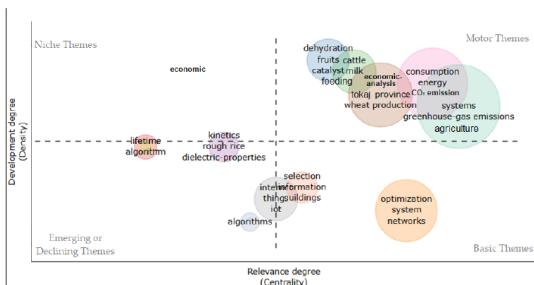 Niche Themes
Motor Themes
economic
dehydration
fruits cattle
catalyst milk
fooding
economic-
analysis
tokaj province
wheat production
consumption
energy
CO₂ emission
systems
greenhouse-gas emissions
agriculture
lifetime
algorithm
kinetics
rough rice
dielectric-properties
selection
information
buildings
things
iot
algorithms
optimization
system
networks
Emerging or
Declining Themes
Basic Themes
Development degree
(Density)
Relevance degree
(Centrality)